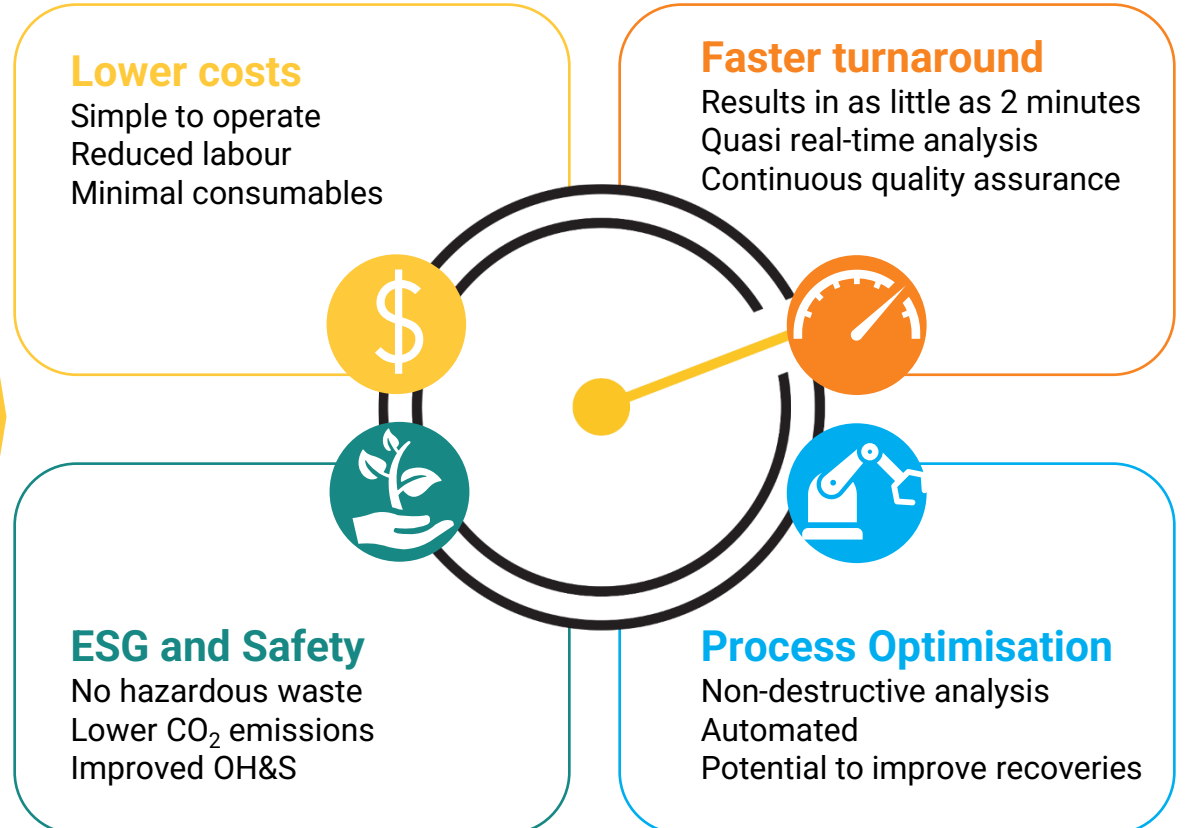 Lower costs
Simple to operate
Reduced labour
Minimal consumables
Faster turnaround
Results in as little as 2 minutes
Quasi real-time analysis
Continuous quality assurance
$
ESG and Safety
No hazardous waste
Lower CO₂ emissions
Improved OH&S
Process Optimisation
Non-destructive analysis
Automated
Potential to improve recoveries